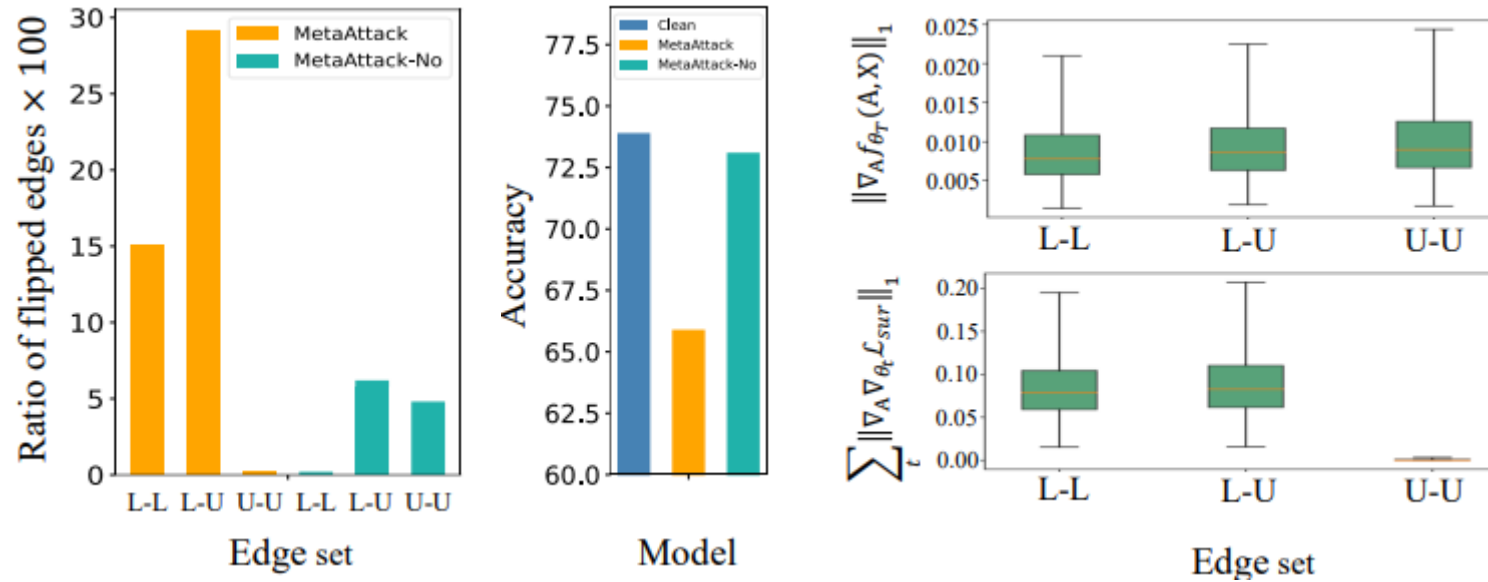 Ratio of flipped edges × 100
30
25
20
15
10
5
0
MetaAttack
MetaAttack-No
L-L L-U U-U L-L L-U U-U
Edge set
Accuracy
77.5
75.0
72.5
70.0
67.5
65.0
62.5
60.0
Clean
MetaAttack
MetaAttack-No
Model
‖∇_A f_{θ_T}(A, X)‖_1
0.025
0.020
0.015
0.010
0.005
L-L L-U U-U
∑_t ‖∇_A ∇_{θ_t} ℒ_{sur}‖_1
0.20
0.15
0.10
0.05
0.00
L-L L-U U-U
Edge set